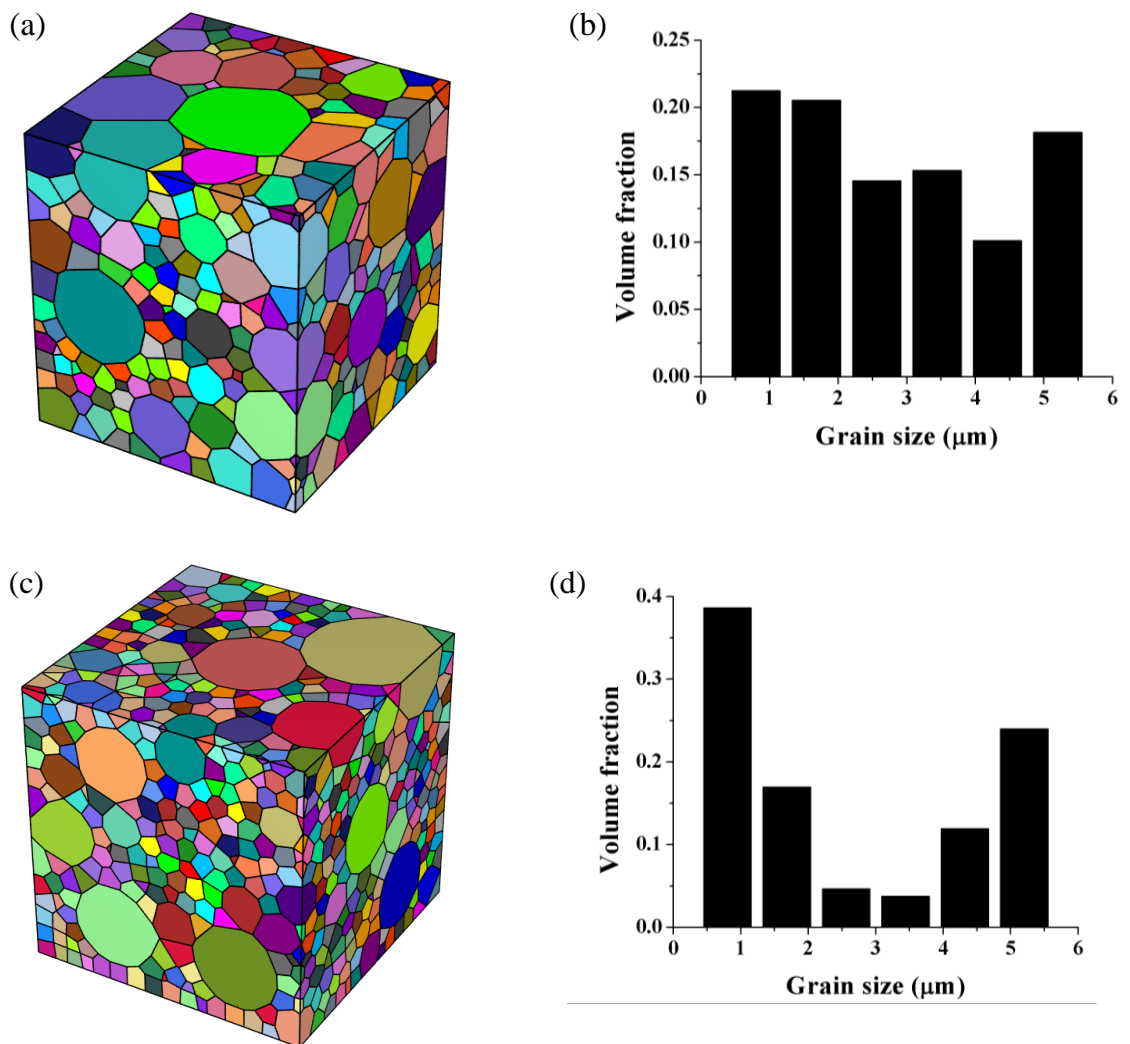 (a)
(b)
0.25
0.20
0.15
0.10
0.05
0.00
Volume fraction
0 1 2 3 4 5 6
Grain size (μm)
(c)
(d)
0.4
0.3
0.2
0.1
0.0
Volume fraction
0 1 2 3 4 5 6
Grain size (μm)